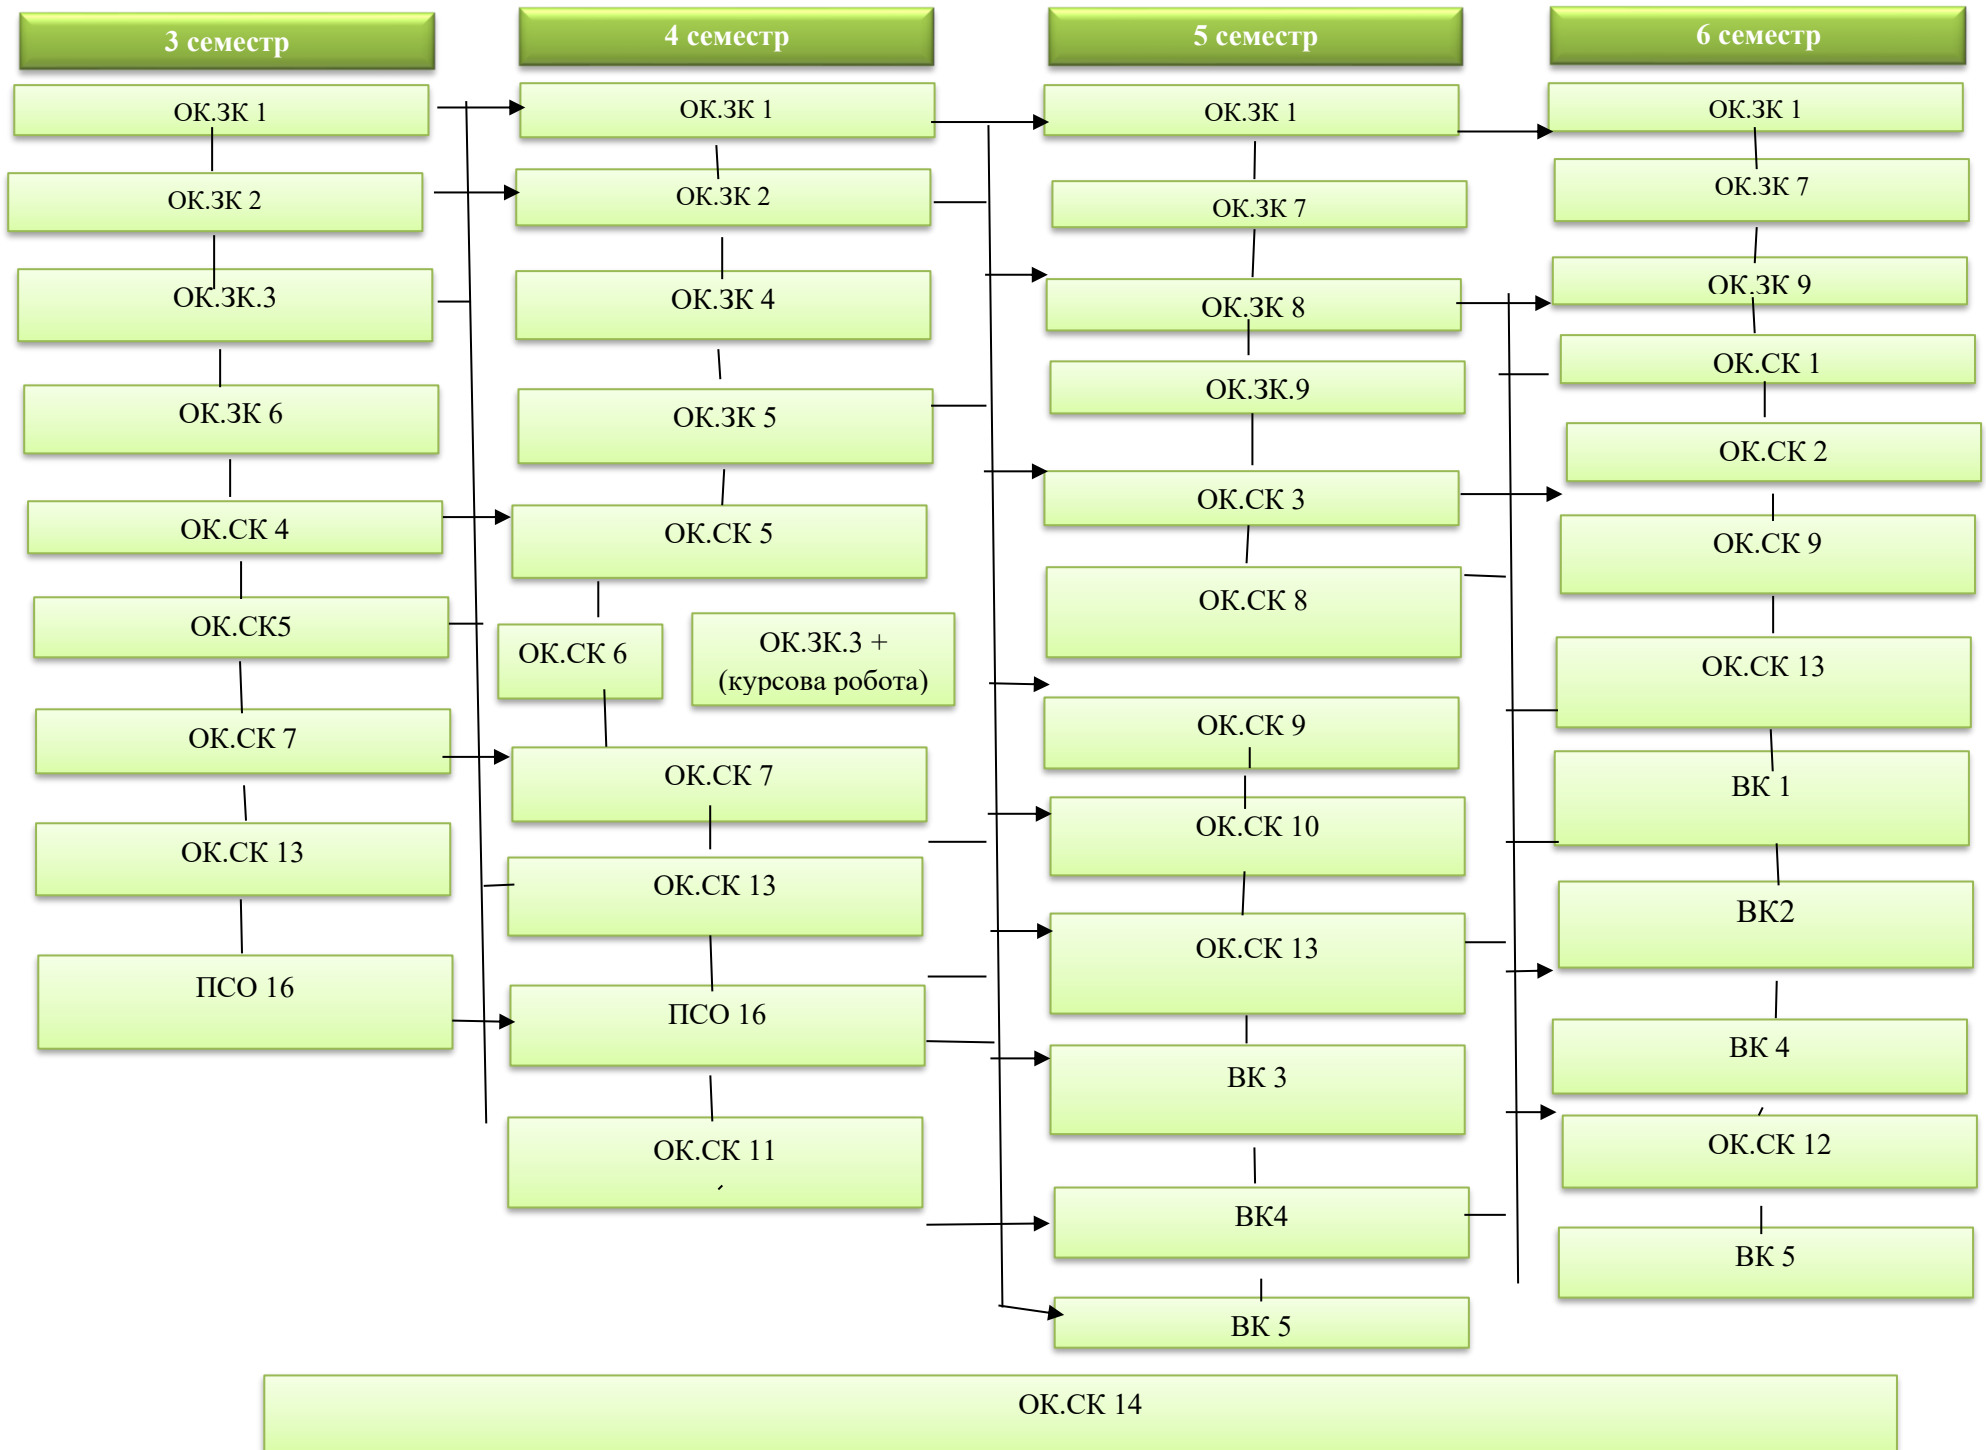 3 семестр
ОК.ЗК 1
ОК.ЗК 2
ОК.ЗК.3
ОК.ЗК 6
ОК.СК 4
ОК.СК5
ОК.СК 7
ОК.СК 13
ПСО 16
4 семестр
ОК.ЗК 1
ОК.ЗК 2
ОК.ЗК 4
ОК.ЗК 5
ОК.СК 5
ОК.СК 6
ОК.ЗК.3 +
(курсова робота)
ОК.СК 7
ОК.СК 13
ПСО 16
ОК.СК 11
5 семестр
ОК.ЗК 1
ОК.ЗК 7
ОК.ЗК 8
ОК.ЗК.9
ОК.СК 3
ОК.СК 8
ОК.СК 9
ОК.СК 10
ОК.СК 13
ВК 3
ВК4
ВК 5
6 семестр
ОК.ЗК 1
ОК.ЗК 7
ОК.ЗК 9
ОК.СК 1
ОК.СК 2
ОК.СК 9
ОК.СК 13
ВК 1
ВК2
ВК 4
ОК.СК 12
ВК 5
ОК.СК 14